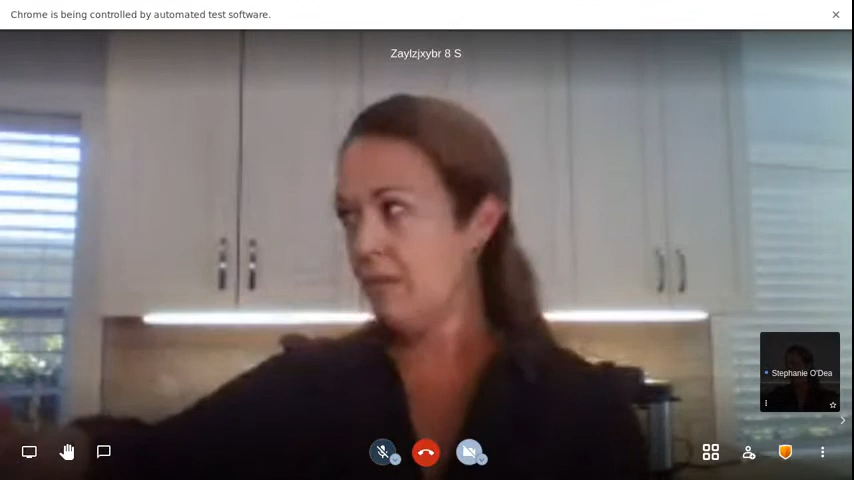 Chrome is being controlled by automated test software.
Zaylzjxybr 8 S
Stephanie O'Dea